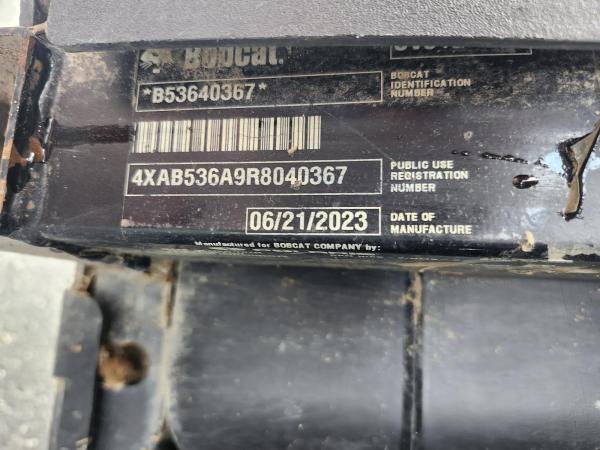 Bobcat.
*B53640367*
BOBCAT
IDENTIFICATION
NUMBER
4XAB536A9R8040367
PUBLIC USE
REGISTRATION
NUMBER
06/21/2023
DATE OF
MANUFACTURE
Manufactured for BOBCAT COMPANY by: